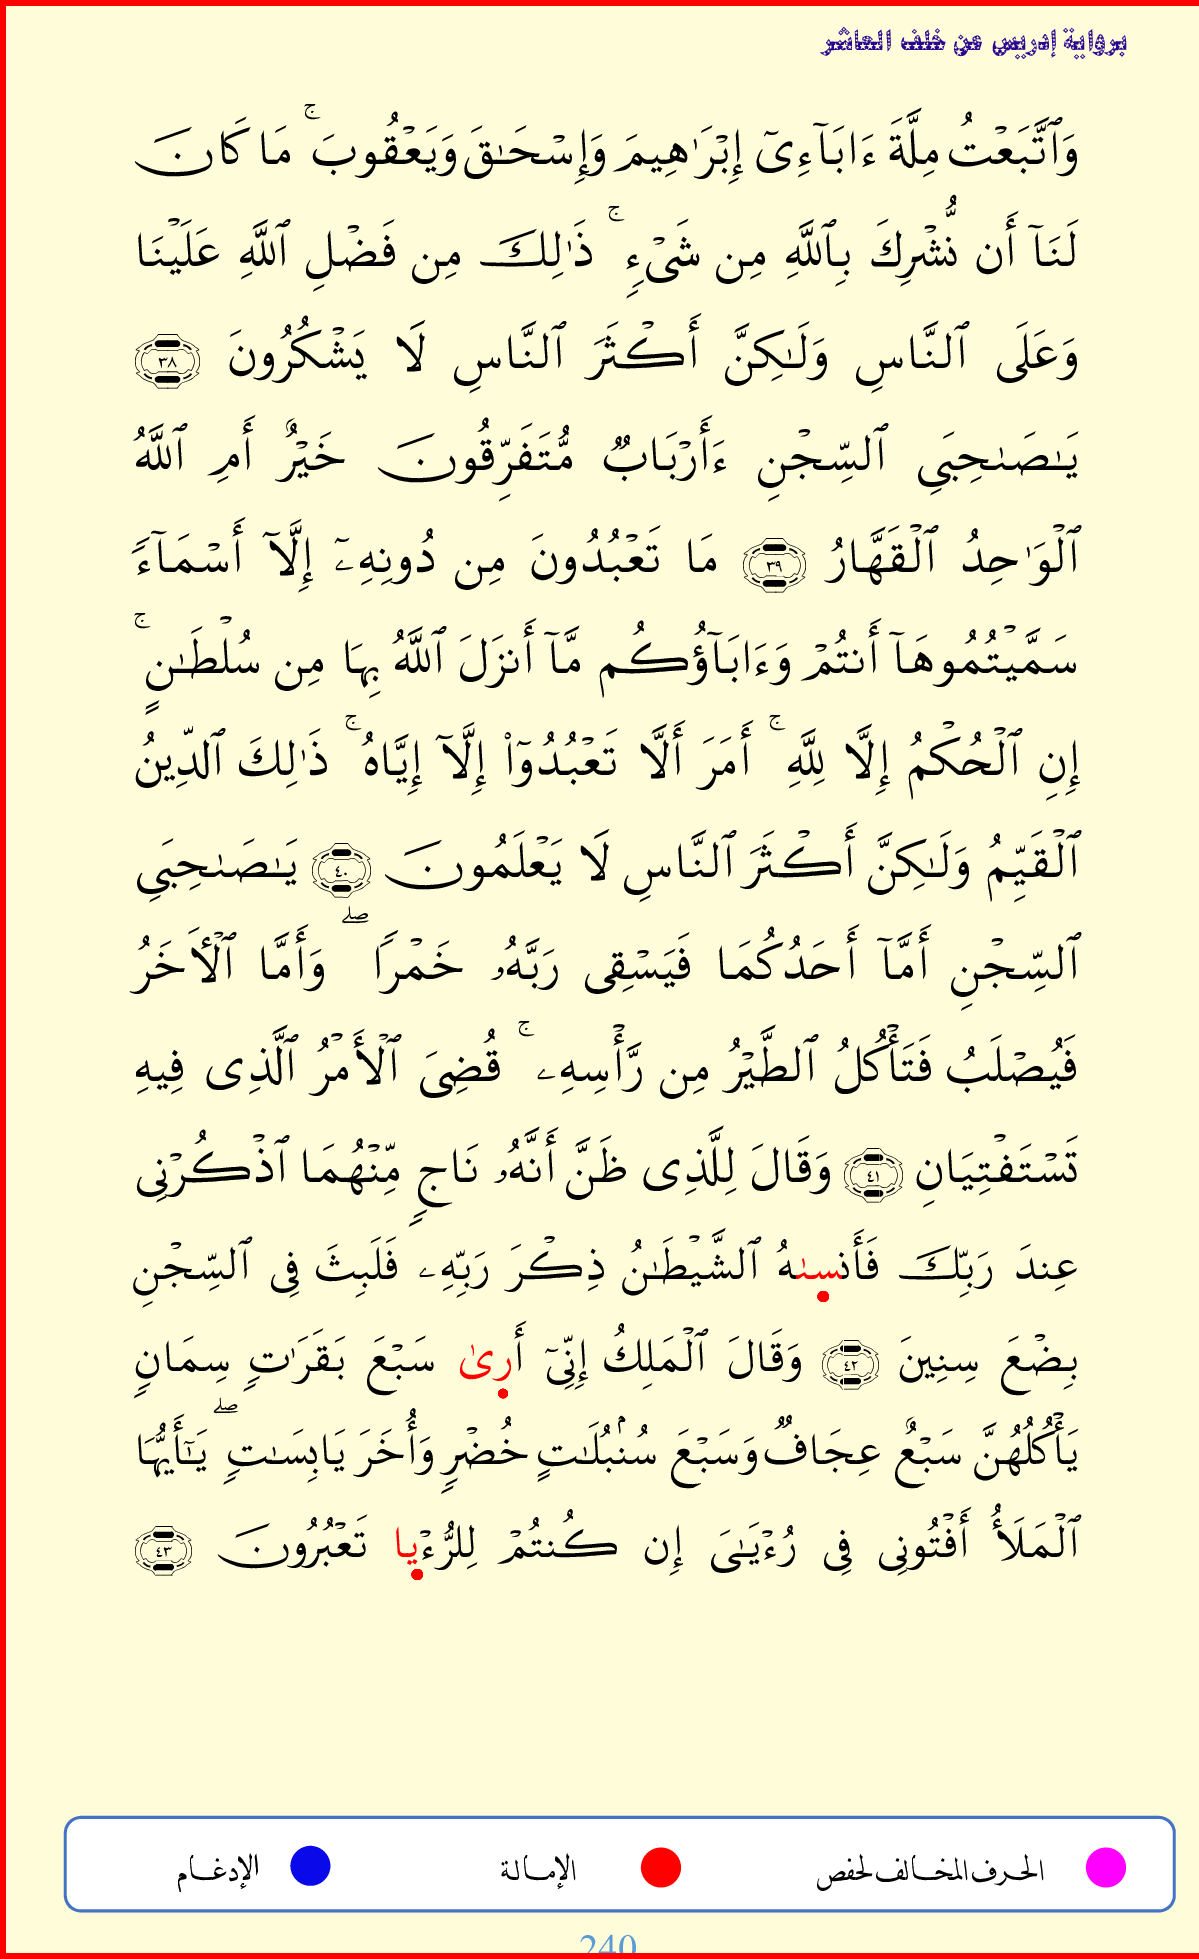 برواية إدريس عن خلف العاشر
وَٱتَّبَعۡتُ مِلَّةَ ءَابَآءِىٓ إِبۡرَٰهِيمَ وَإِسۡحَٰقَ وَيَعۡقُوبَۚ مَا كَانَ
لَنَآ أَن نُّشۡرِكَ بِٱللَّهِ مِن شَىۡءٖۚ ذَٰلِكَ مِن فَضۡلِ ٱللَّهِ عَلَيۡنَا
وَعَلَى ٱلنَّاسِ وَلَٰكِنَّ أَكۡثَرَ ٱلنَّاسِ لَا يَشۡكُرُونَ ٣٨
يَٰصَٰحِبَىِ ٱلسِّجۡنِ ءَأَرۡبَابٞ مُّتَفَرِّقُونَ خَيۡرٌ أَمِ ٱللَّهُ
ٱلۡوَٰحِدُ ٱلۡقَهَّارُ ٣٩ مَا تَعۡبُدُونَ مِن دُونِهِۦٓ إِلَّآ أَسۡمَآءٗ
سَمَّيۡتُمُوهَآ أَنتُمۡ وَءَابَآؤُكُم مَّآ أَنزَلَ ٱللَّهُ بِهَا مِن سُلۡطَٰنٍۚ
إِنِ ٱلۡحُكۡمُ إِلَّا لِلَّهِۚ أَمَرَ أَلَّا تَعۡبُدُوٓاْ إِلَّآ إِيَّاهُۚ ذَٰلِكَ ٱلدِّينُ
ٱلۡقَيِّمُ وَلَٰكِنَّ أَكۡثَرَ ٱلنَّاسِ لَا يَعۡلَمُونَ ٤٠ يَٰصَٰحِبَىِ
ٱلسِّجۡنِ أَمَّآ أَحَدُكُمَا فَيَسۡقِى رَبَّهُۥ خَمۡرٗاۖ وَأَمَّا ٱلۡأٓخَرُ
فَيُصۡلَبُ فَتَأۡكُلُ ٱلطَّيۡرُ مِن رَّأۡسِهِۦۚ قُضِىَ ٱلۡأَمۡرُ ٱلَّذِى فِيهِ
تَسۡتَفۡتِيَانِ ٤١ وَقَالَ لِلَّذِى ظَنَّ أَنَّهُۥ نَاجٖ مِّنۡهُمَا ٱذۡكُرۡنِى
عِندَ رَبِّكَ فَأَنسىٰهُ ٱلشَّيۡطَٰنُ ذِكۡرَ رَبِّهِۦ فَلَبِثَ فِى ٱلسِّجۡنِ
بِضۡعَ سِنِينَ ٤٢ وَقَالَ ٱلۡمَلِكُ إِنِّىٓ أَرِىٰ سَبۡعَ بَقَرَٰتٖ سِمَانٖ
يَأۡكُلُهُنَّ سَبۡعٌ عِجَافٞ وَسَبۡعَ سُنۢبُلَٰتٍ خُضۡرٖ وَأُخَرَ يَابِسَٰتٖۖ يَٰٓأَيُّهَا
ٱلۡمَلَأُ أَفۡتُونِى فِى رُءۡيَٰىَ إِن كُنتُمۡ لِلرُّءۡيا تَعۡبُرُونَ ٤٣
الحرف المخالف لحفص الإمالة الإدغام
240